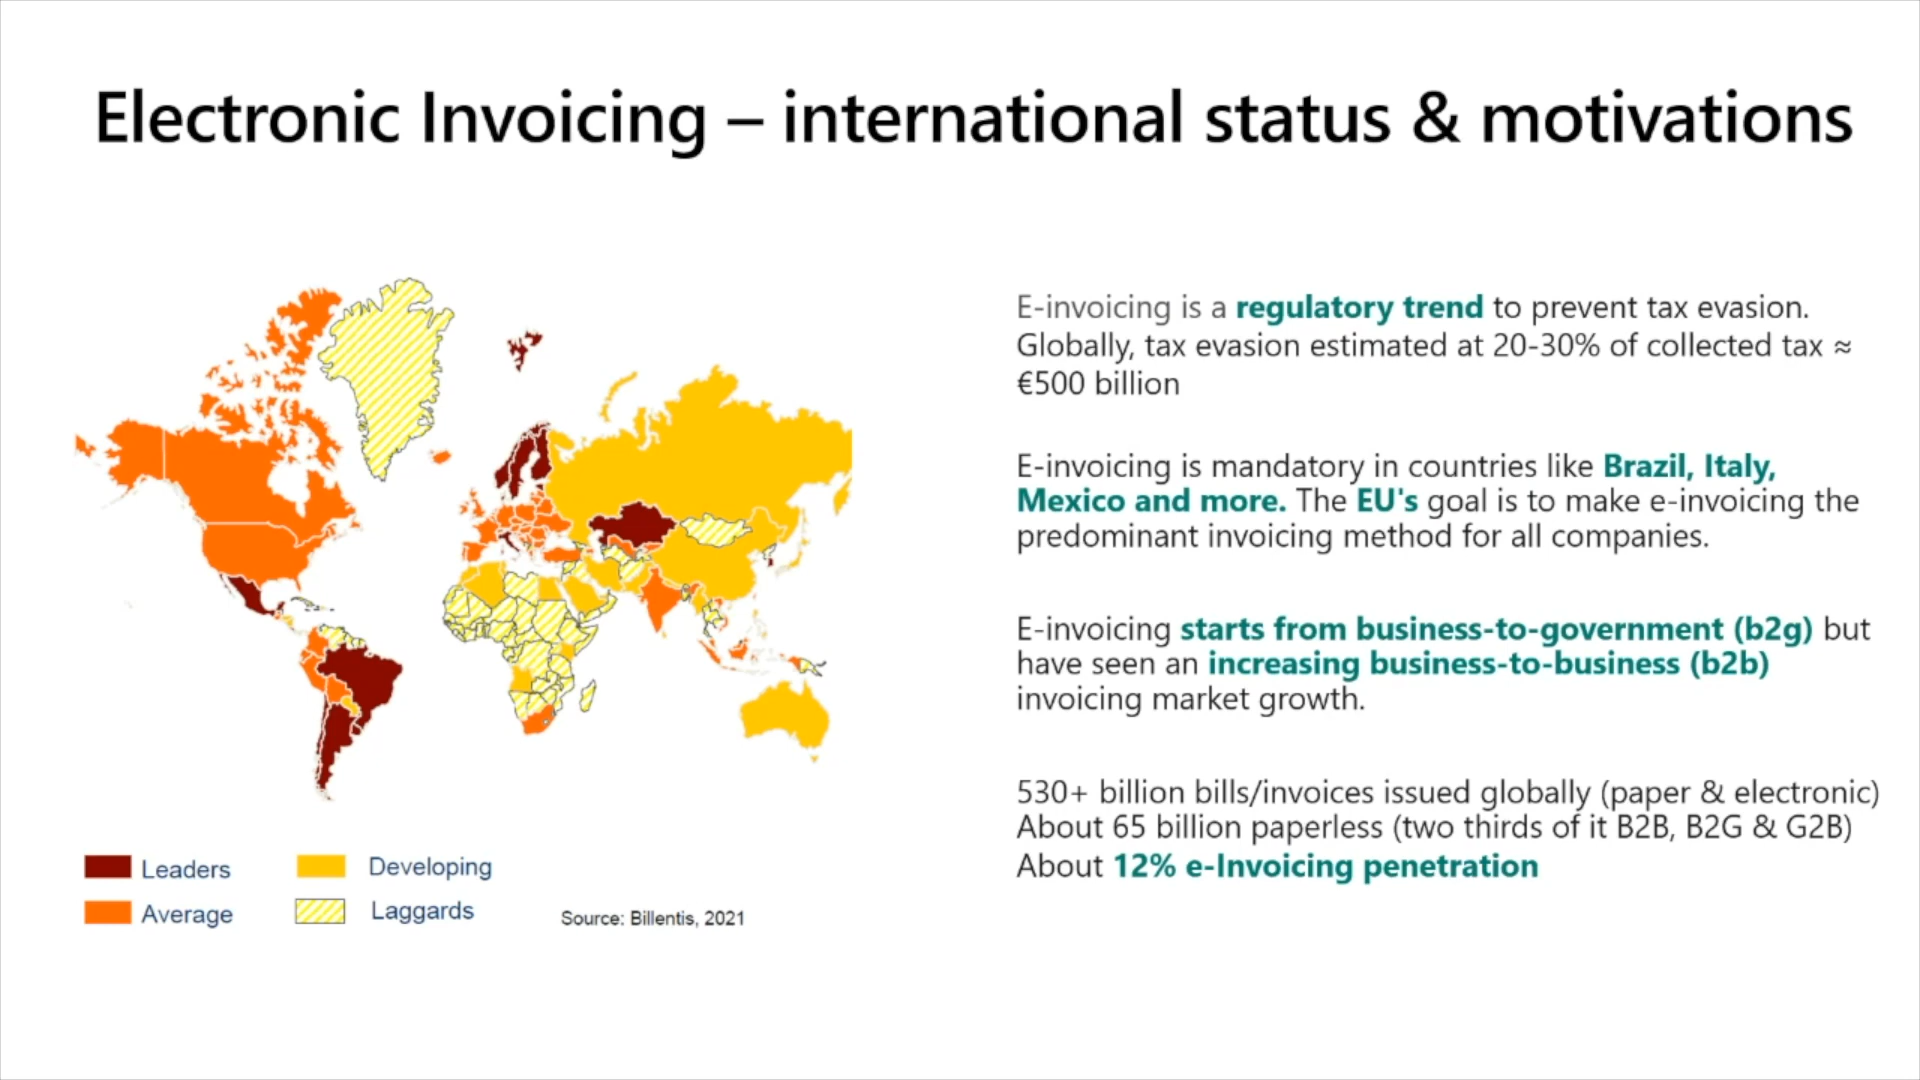 Electronic Invoicing – international status & motivations
E-invoicing is a regulatory trend to prevent tax evasion.
Globally, tax evasion estimated at 20-30% of collected tax ≈
€500 billion
E-invoicing is mandatory in countries like Brazil, Italy,
Mexico and more. The EU's goal is to make e-invoicing the
predominant invoicing method for all companies.
E-invoicing starts from business-to-government (b2g) but
have seen an increasing business-to-business (b2b)
invoicing market growth.
530+ billion bills/invoices issued globally (paper & electronic)
About 65 billion paperless (two thirds of it B2B, B2G & G2B)
About 12% e-Invoicing penetration
Leaders
Developing
Average
Laggards
Source: Billentis, 2021